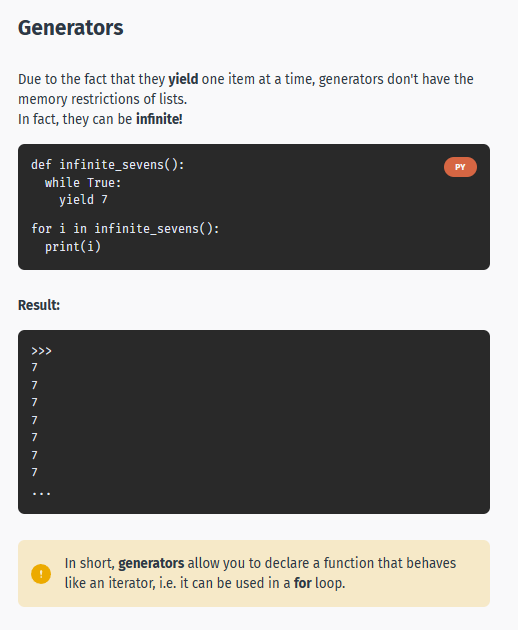 Generators
Due to the fact that they yield one item at a time, generators don't have the
memory restrictions of lists.
In fact, they can be infinite!
def infinite_sevens():
PY
  while True:
    yield 7
for i in infinite_sevens():
  print(i)
Result:
>>>
7
7
7
7
7
7
7
...
!
In short, generators allow you to declare a function that behaves
like an iterator, i.e. it can be used in a for loop.